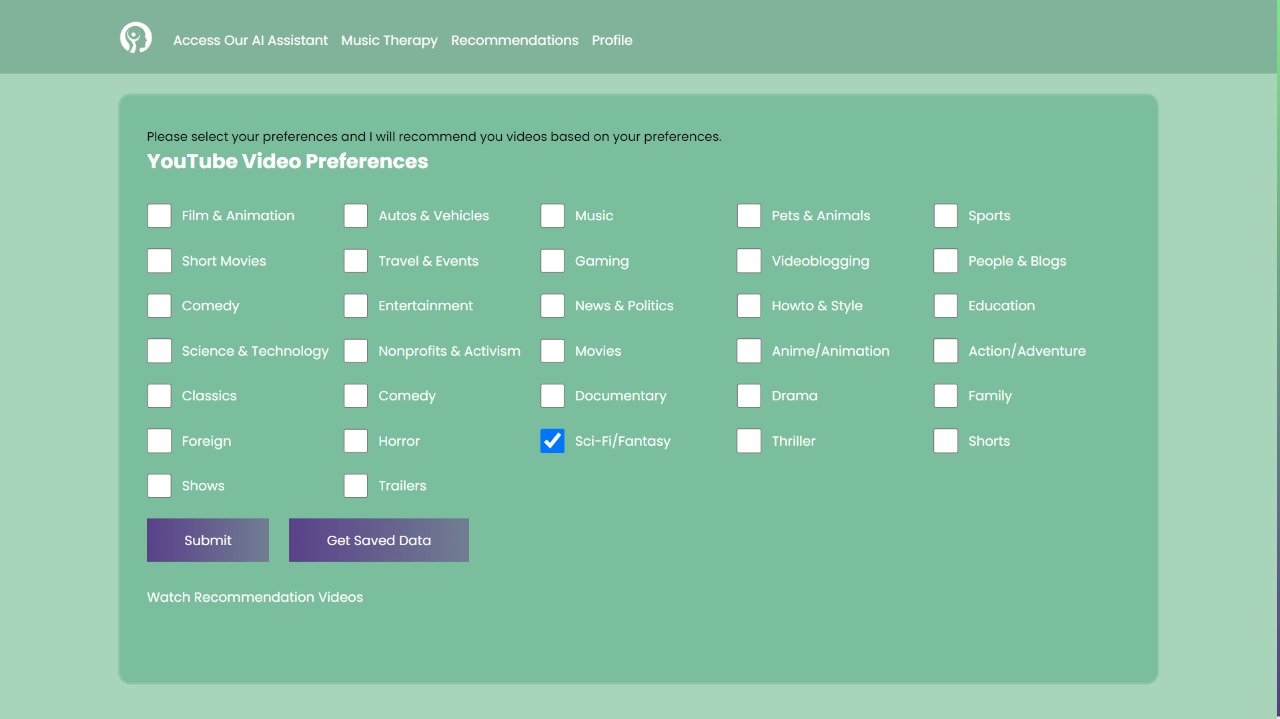 Access Our AI Assistant Music Therapy Recommendations Profile
Please select your preferences and I will recommend you videos based on your preferences.
YouTube Video Preferences
Film & Animation Autos & Vehicles Music Pets & Animals Sports
Short Movies Travel & Events Gaming Videoblogging People & Blogs
Comedy Entertainment News & Politics Howto & Style Education
Science & Technology Nonprofits & Activism Movies Anime/Animation Action/Adventure
Classics Comedy Documentary Drama Family
Foreign Horror Sci-Fi/Fantasy Thriller Shorts
Shows Trailers
Submit Get Saved Data
Watch Recommendation Videos